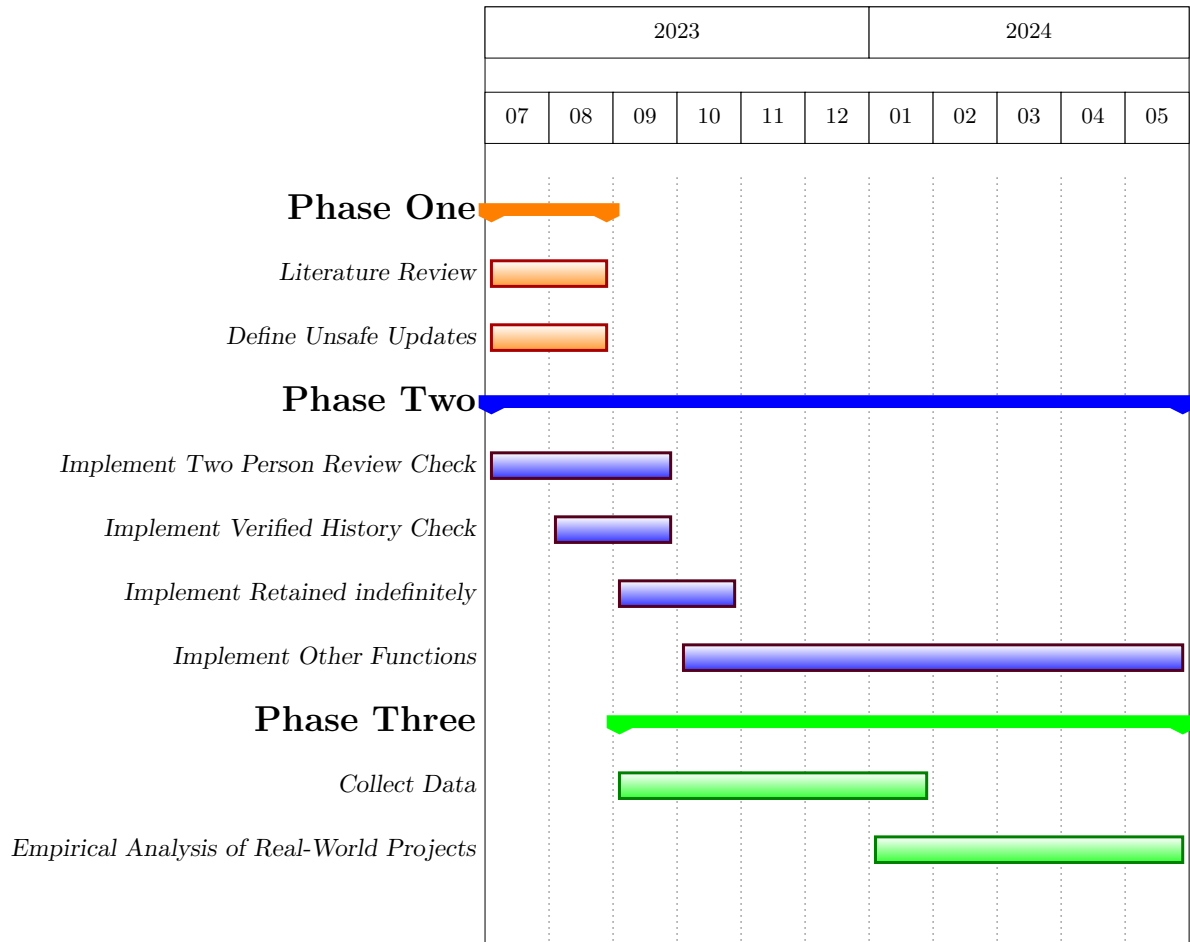 2023 2024
07 08 09 10 11 12 01 02 03 04 05
Phase One
Literature Review
Define Unsafe Updates
Phase Two
Implement Two Person Review Check
Implement Verified History Check
Implement Retained indefinitely
Implement Other Functions
Phase Three
Collect Data
Empirical Analysis of Real-World Projects